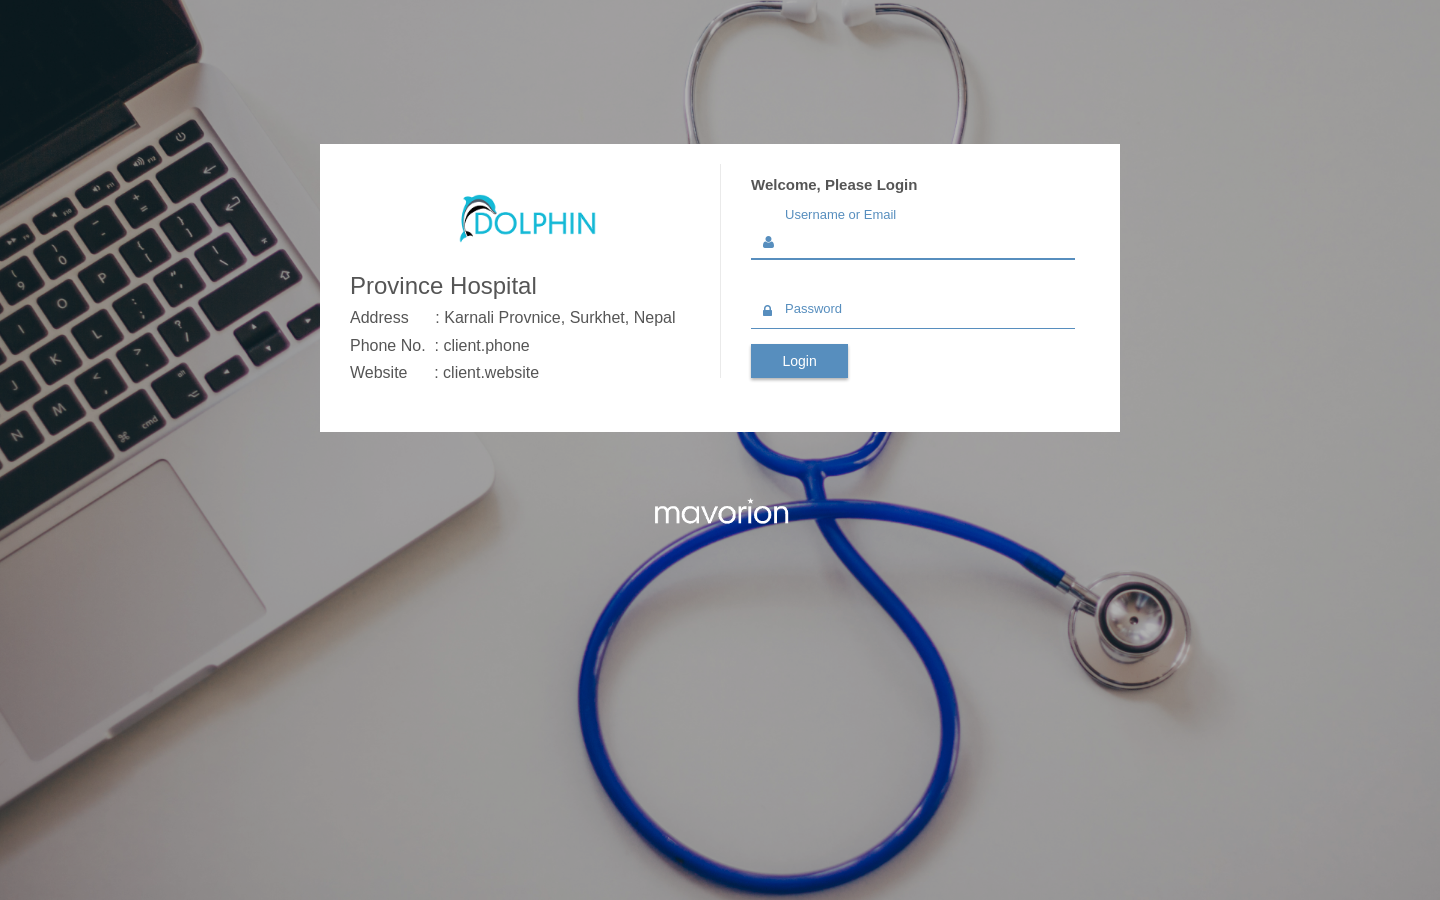 DOLPHIN
Province Hospital
Address : Karnali Provnice, Surkhet, Nepal
Phone No. : client.phone
Website : client.website
Welcome, Please Login
Username or Email
Password
Login
mavorion
cmd